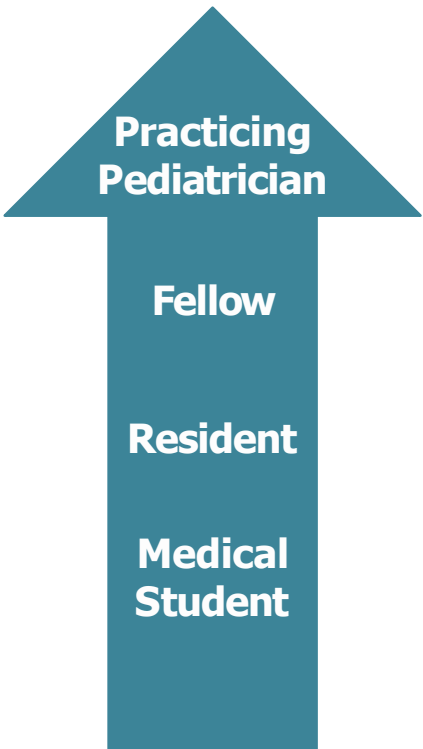 Practicing
Pediatrician
Fellow
Resident
Medical
Student